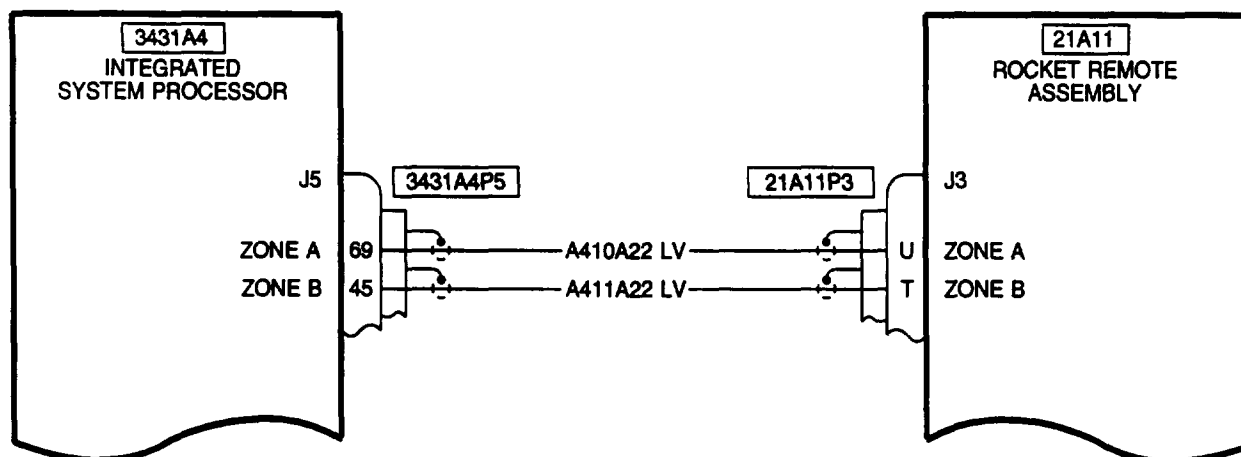 3431A4
INTEGRATED
SYSTEM PROCESSOR
21A11
ROCKET REMOTE
ASSEMBLY
J5
3431A4P5
21A11P3
J3
ZONE A 69 A410A22 LV U ZONE A
ZONE B 45 A411A22 LV T ZONE B